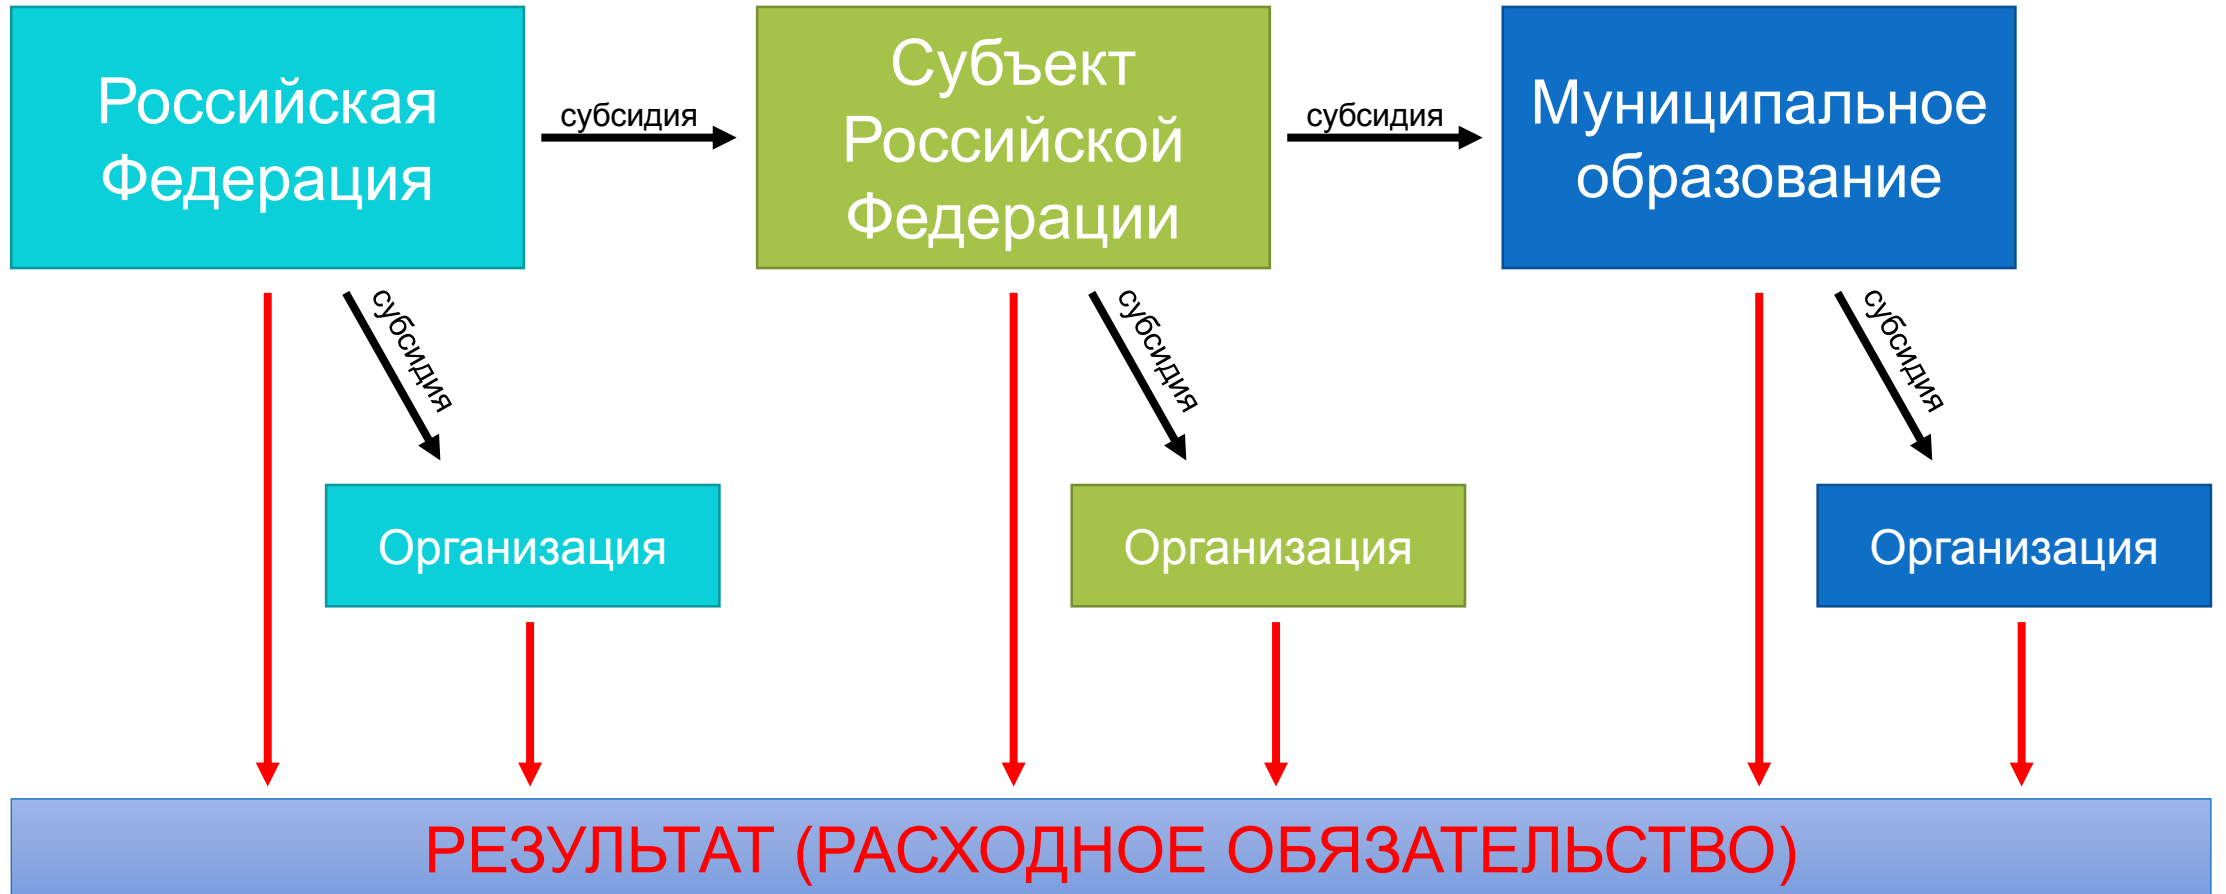 Российская
Федерация
субсидия
Субъект
Российской
Федерации
субсидия
Муниципальное
образование
субсидия
субсидия
субсидия
Организация
Организация
Организация
РЕЗУЛЬТАТ (РАСХОДНОЕ ОБЯЗАТЕЛЬСТВО)